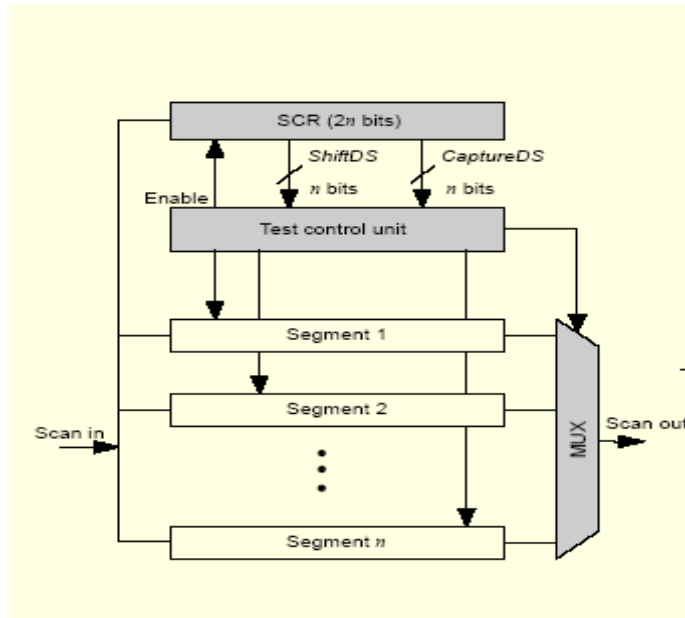 SCR (2n bits)
ShiftDS
CaptureDS
n bits
n bits
Enable
Test control unit
Segment 1
Segment 2
Scan in
MUX
Scan out
Segment n